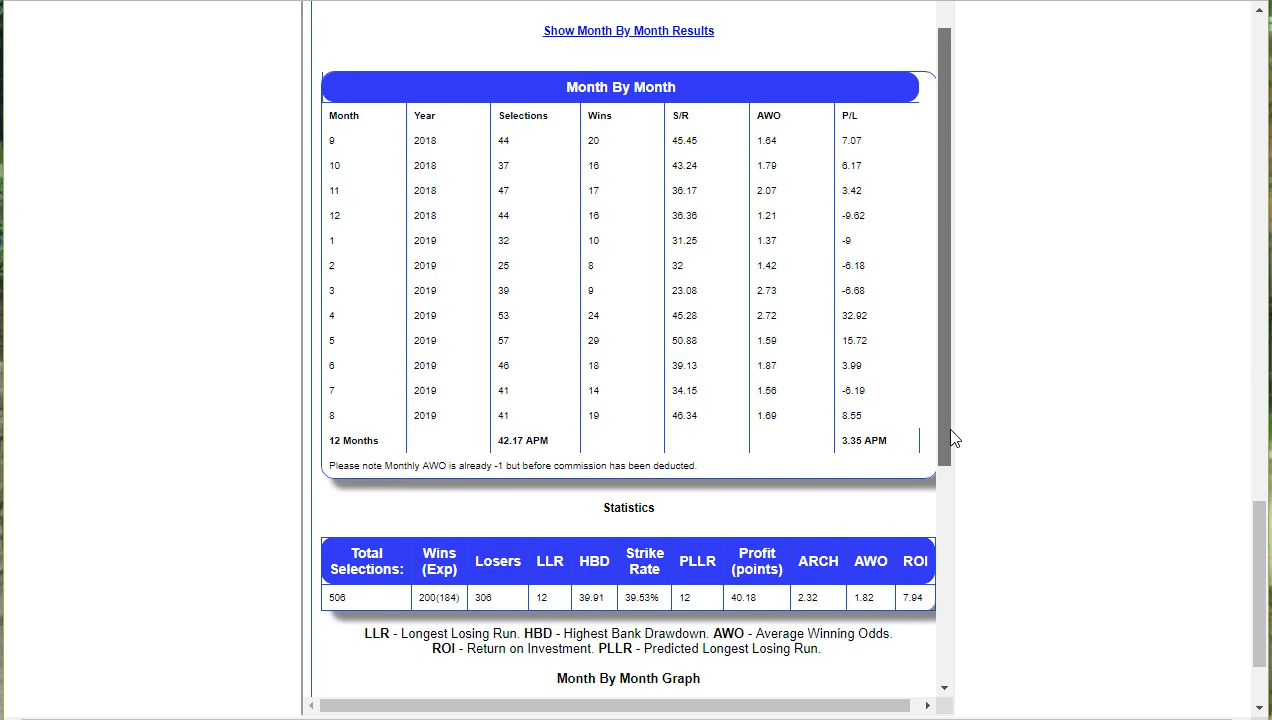 Show Month By Month Results
Month By Month
Month Year Selections Wins S/R AWO P/L
9 2018 44 20 45.45 1.64 7.07
10 2018 37 16 43.24 1.79 6.17
11 2018 47 17 36.17 2.07 3.42
12 2018 44 16 36.36 1.21 -9.62
1 2019 32 10 31.25 1.37 -9
2 2019 25 8 32 1.42 -6.18
3 2019 39 9 23.08 2.73 -6.68
4 2019 53 24 45.28 2.72 32.92
5 2019 57 29 50.88 1.59 15.72
6 2019 46 18 39.13 1.87 3.99
7 2019 41 14 34.15 1.56 -6.19
8 2019 41 19 46.34 1.69 8.55
12 Months 42.17 APM 3.35 APM
Please note Monthly AWO is already -1 but before commission has been deducted.
Statistics
Total Selections: Wins (Exp) Losers LLR HBD Strike Rate PLLR Profit (points) ARCH AWO ROI
506 200(184) 306 12 39.91 39.53% 12 40.18 2.32 1.82 7.94
LLR - Longest Losing Run. HBD - Highest Bank Drawdown. AWO - Average Winning Odds.
ROI - Return on Investment. PLLR - Predicted Longest Losing Run.
Month By Month Graph